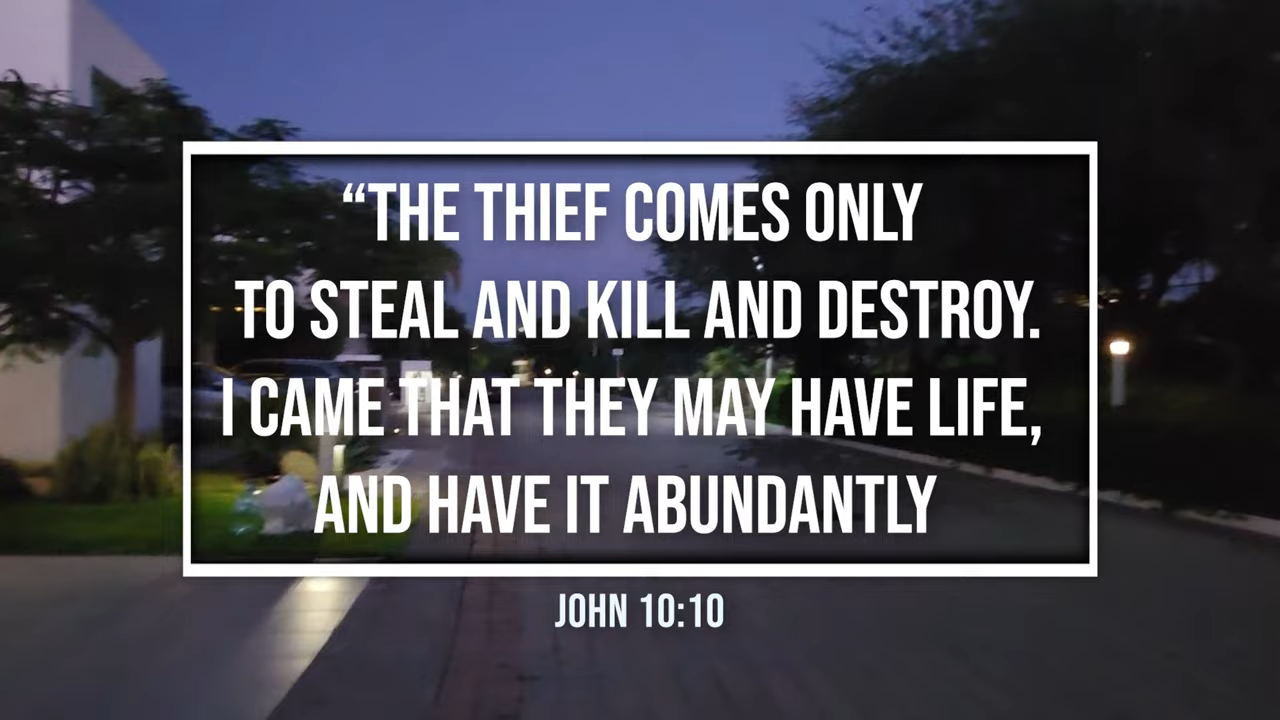 “THE THIEF COMES ONLY
TO STEAL AND KILL AND DESTROY.
I CAME THAT THEY MAY HAVE LIFE,
AND HAVE IT ABUNDANTLY
JOHN 10:10